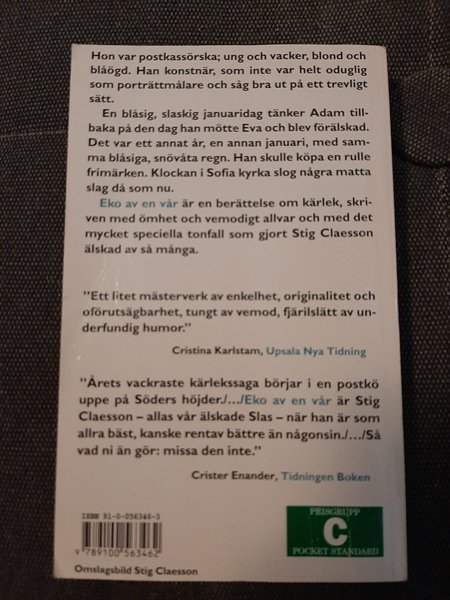 Hon var postkassörska; ung och vacker, blond och
blåögd. Han konstnär, som inte var helt oduglig
som porträttmålare och såg bra ut på ett trevligt
sätt.
En blåsig, slaskig januaridag tänker Adam till-
baka på den dag han mötte Eva och blev förälskad.
Det var ett annat år, en annan januari, med sam-
ma blåsiga, snövåta regn. Han skulle köpa en rulle
frimärken. Klockan i Sofia kyrka slog några matta
slag då som nu.
Eko av en vår är en berättelse om kärlek, skri-
ven med ömhet och vemodigt allvar och med det
mycket speciella tonfall som gjort Stig Claesson
älskad av så många.
"Ett litet mästerverk av enkelhet, originalitet och
oförutsägbarhet, tungt av vemod, fjärilslätt av un-
derfundig humor."
Cristina Karlstam, Upsala Nya Tidning
"Årets vackraste kärlekssaga börjar i en postkö
uppe på Söders höjder./.../Eko av en vår är Stig
Claesson – allas vår älskade Slas – när han är som
allra bäst, kanske rentav bättre än någonsin./.../Så
vad ni än gör: missa den inte."
Crister Enander, Tidningen Boken
ISBN 91-0-056346-3
9 789100 563462
PRISGRUPP
C
POCKET STANDARD
Omslagsbild Stig Claesson